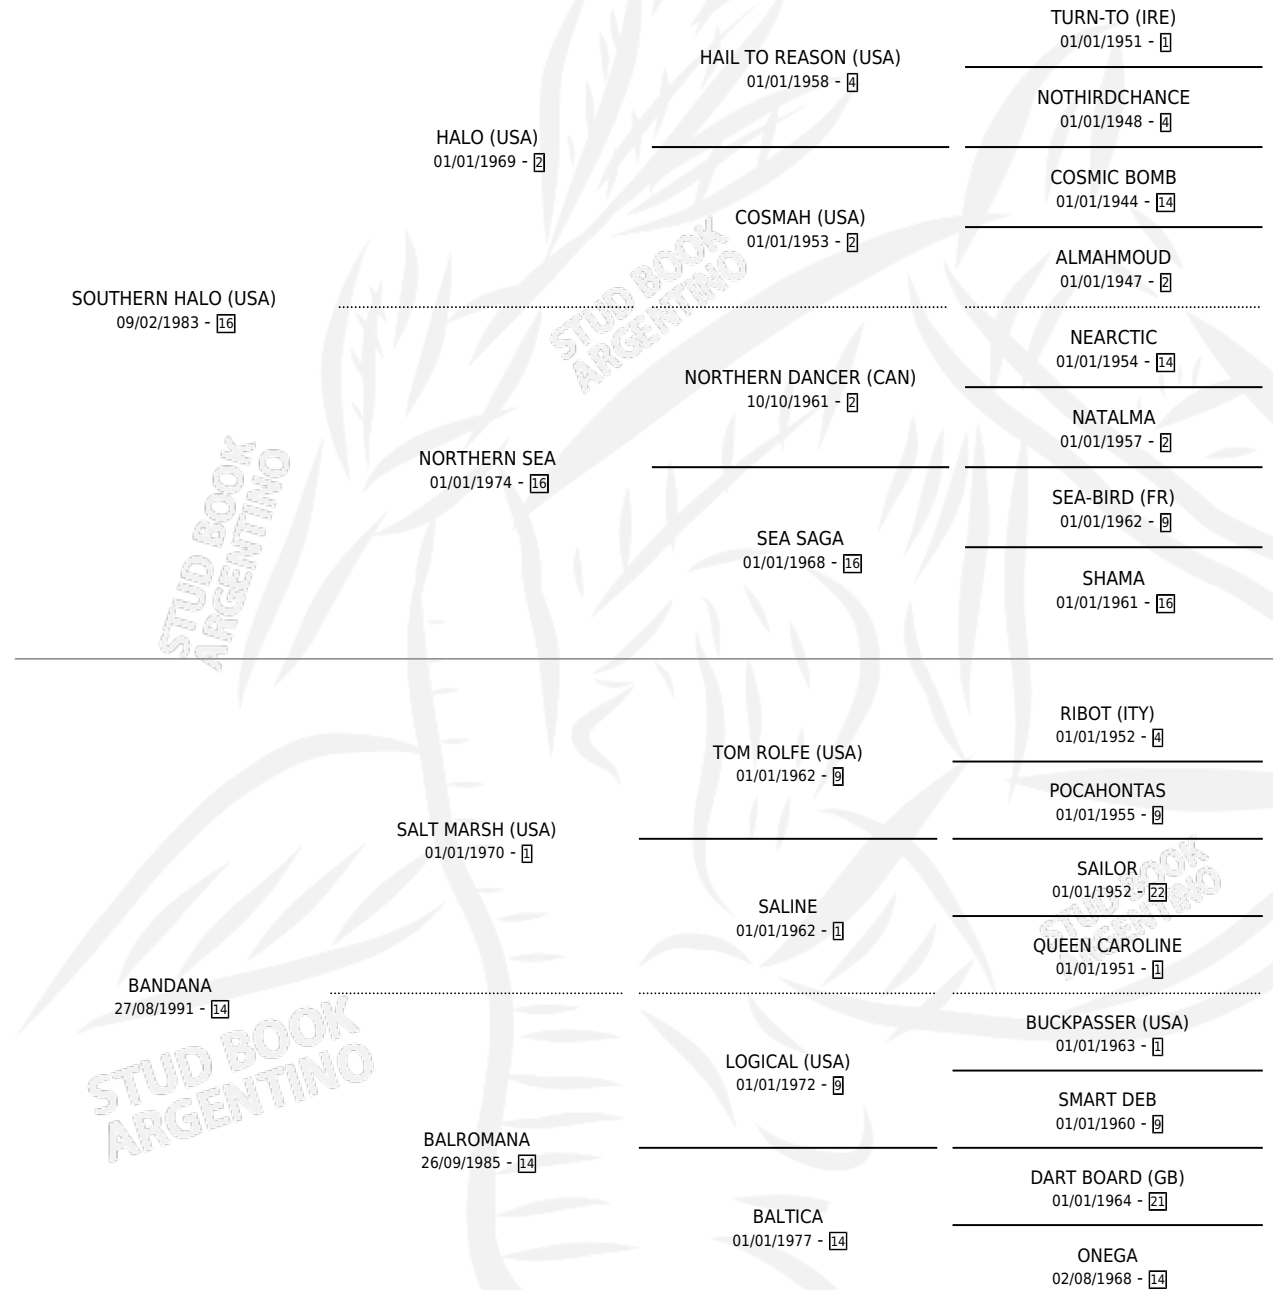 TURN-TO (IRE)
01/01/1951 - 1
HAIL TO REASON (USA)
01/01/1958 - 4
NOTHIRDCHANCE
01/01/1948 - 4
HALO (USA)
01/01/1969 - 2
COSMIC BOMB
01/01/1944 - 14
COSMAH (USA)
01/01/1953 - 2
ALMAHMOUD
01/01/1947 - 2
SOUTHERN HALO (USA)
09/02/1983 - 16
STUD BOOK
ARGENTINO
NEARCTIC
01/01/1954 - 14
NORTHERN DANCER (CAN)
10/10/1961 - 2
NATALMA
01/01/1957 - 2
NORTHERN SEA
01/01/1974 - 16
SEA-BIRD (FR)
01/01/1962 - 9
SEA SAGA
01/01/1968 - 16
SHAMA
01/01/1961 - 16
STUD BOOK
ARGENTINO
RIBOT (ITY)
01/01/1952 - 4
TOM ROLFE (USA)
01/01/1962 - 9
POCAHONTAS
01/01/1955 - 9
SALT MARSH (USA)
01/01/1970 - 1
SAILOR
01/01/1952 - 22
SALINE
01/01/1962 - 1
STUD BOOK
ARGENTINO
QUEEN CAROLINE
01/01/1951 - 1
BANDANA
27/08/1991 - 14
STUD BOOK
ARGENTINO
BUCKPASSER (USA)
01/01/1963 - 1
LOGICAL (USA)
01/01/1972 - 9
SMART DEB
01/01/1960 - 9
BALROMANA
26/09/1985 - 14
DART BOARD (GB)
01/01/1964 - 21
BALTICA
01/01/1977 - 14
ONEGA
02/08/1968 - 14